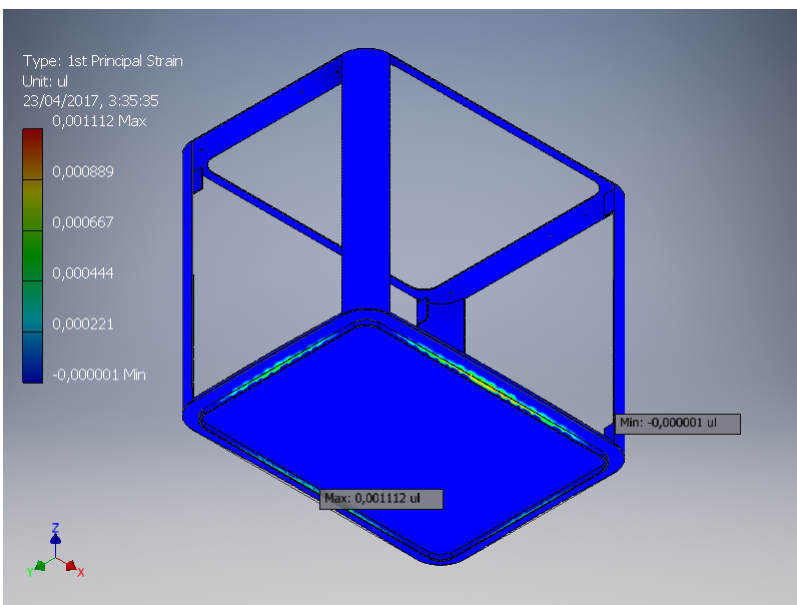 Type: 1st Principal Strain
Unit: ul
23/04/2017, 3:35:35
0,001112 Max
0,000889
0,000667
0,000444
0,000221
-0,000001 Min
Min: -0,000001 ul
Max: 0,001112 ul
Z
Y
X